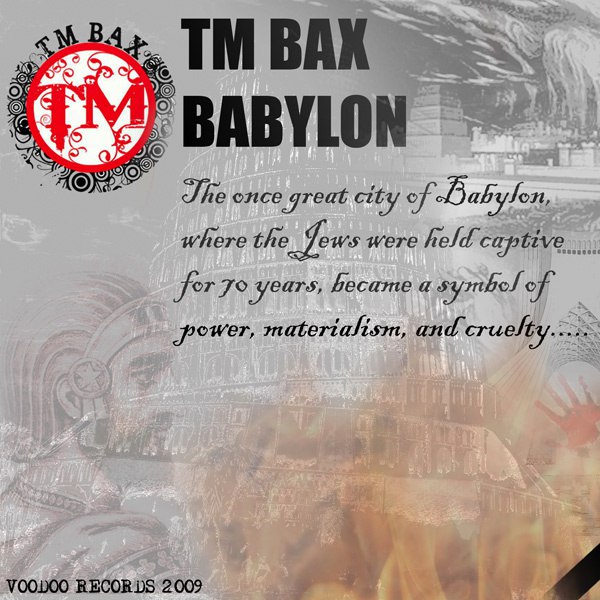 TM BAX
TM
TM BAX
BABYLON
The once great city of Babylon,
where the Jews were held captive
for 70 years, became a symbol of
power, materialism, and cruelty.....
VOODOO RECORDS 2009